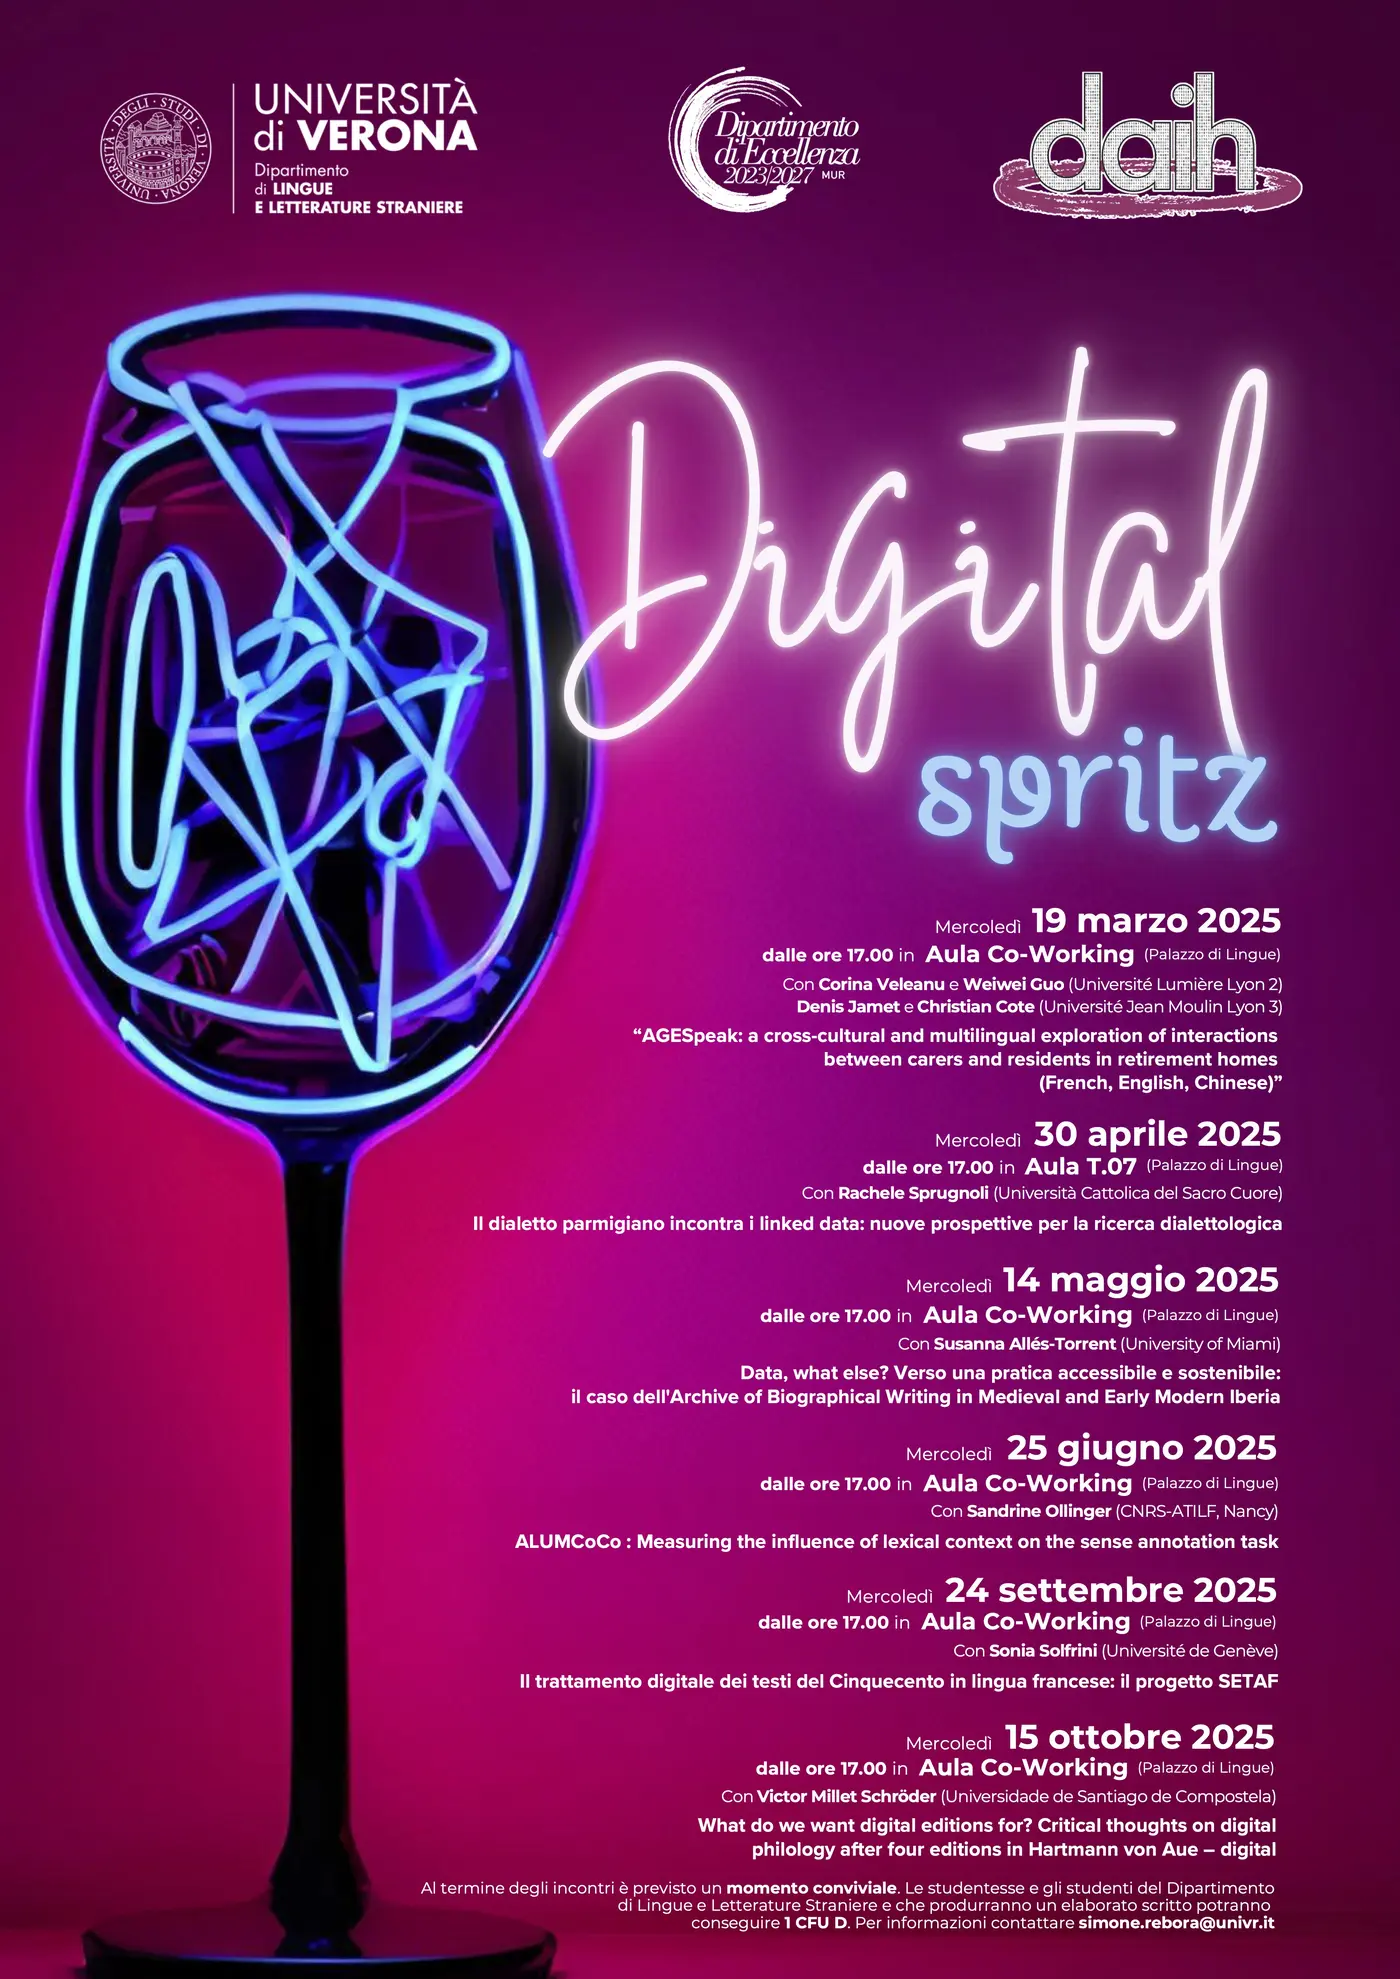 UNIVERSITÀ
di VERONA
Dipartimento
di LINGUE
E LETTERATURE STRANIERE
UNIVERSITAS · DEGLI · STUDI · DI · VERONA
Dipartimento
di Eccellenza
2023/2027 MUR
daih
Digital
spritz
Mercoledì 19 marzo 2025
dalle ore 17.00 in Aula Co-Working (Palazzo di Lingue)
Con Corina Veleanu e Weiwei Guo (Université Lumière Lyon 2)
Denis Jamet e Christian Cote (Université Jean Moulin Lyon 3)
“AGESpeak: a cross-cultural and multilingual exploration of interactions
between carers and residents in retirement homes
(French, English, Chinese)”
Mercoledì 30 aprile 2025
dalle ore 17.00 in Aula T.07 (Palazzo di Lingue)
Con Rachele Sprugnoli (Università Cattolica del Sacro Cuore)
Il dialetto parmigiano incontra i linked data: nuove prospettive per la ricerca dialettologica
Mercoledì 14 maggio 2025
dalle ore 17.00 in Aula Co-Working (Palazzo di Lingue)
Con Susanna Allés-Torrent (University of Miami)
Data, what else? Verso una pratica accessibile e sostenibile:
il caso dell'Archive of Biographical Writing in Medieval and Early Modern Iberia
Mercoledì 25 giugno 2025
dalle ore 17.00 in Aula Co-Working (Palazzo di Lingue)
Con Sandrine Ollinger (CNRS-ATILF, Nancy)
ALUMCoCo : Measuring the influence of lexical context on the sense annotation task
Mercoledì 24 settembre 2025
dalle ore 17.00 in Aula Co-Working (Palazzo di Lingue)
Con Sonia Solfrini (Université de Genève)
Il trattamento digitale dei testi del Cinquecento in lingua francese: il progetto SETAF
Mercoledì 15 ottobre 2025
dalle ore 17.00 in Aula Co-Working (Palazzo di Lingue)
Con Victor Millet Schröder (Universidade de Santiago de Compostela)
What do we want digital editions for? Critical thoughts on digital
philology after four editions in Hartmann von Aue – digital
Al termine degli incontri è previsto un momento conviviale. Le studentesse e gli studenti del Dipartimento
di Lingue e Letterature Straniere e che produrranno un elaborato scritto potranno
conseguire 1 CFU D. Per informazioni contattare simone.rebora@univr.it